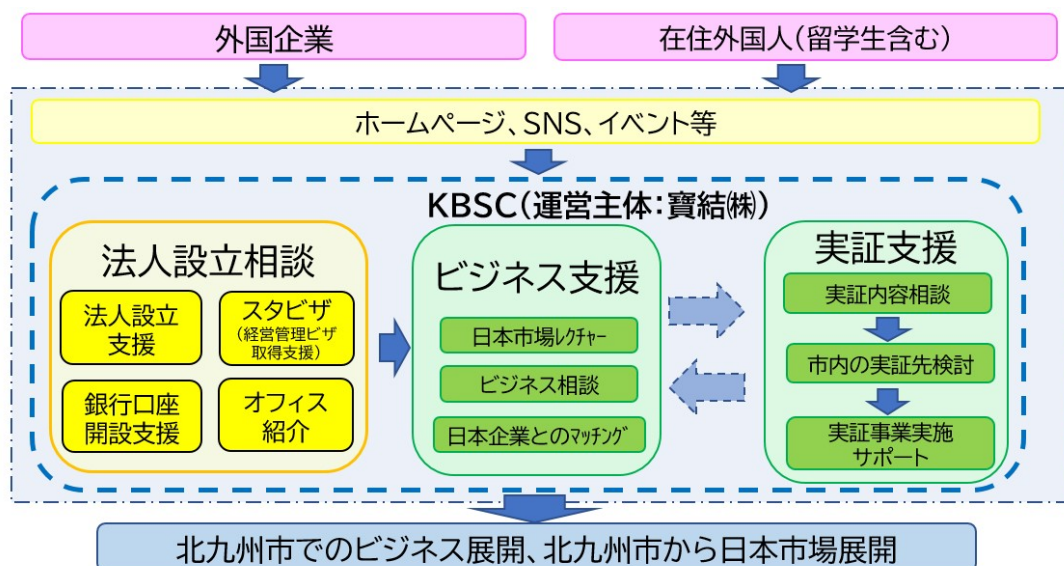 外国企業
在住外国人(留学生含む)
ホームページ、SNS、イベント等
KBSC(運営主体:寶結㈱)
法人設立相談
法人設立
支援
スタビザ
(経営管理ビザ
取得支援)
銀行口座
開設支援
オフィス
紹介
ビジネス支援
日本市場ﾚｸﾁｬｰ
ビジネス相談
日本企業とのﾏｯﾁﾝｸﾞ
実証支援
実証内容相談
市内の実証先検討
実証事業実施
サポート
北九州市でのビジネス展開、北九州市から日本市場展開